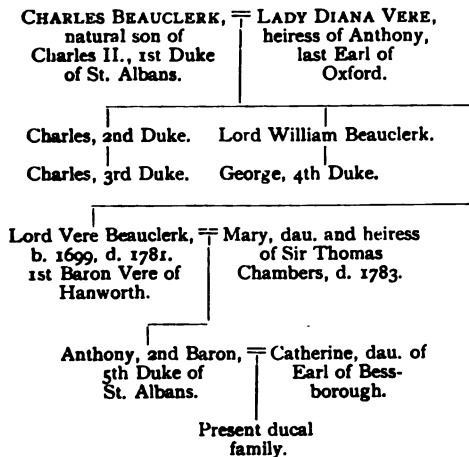 CHARLES BEAUCLERK, = LADY DIANA VERE,
natural son of heiress of Anthony,
Charles II., 1st Duke last Earl of
of St. Albans. Oxford.
Charles, 2nd Duke. Lord William Beauclerk.
Charles, 3rd Duke. George, 4th Duke.
Lord Vere Beauclerk, = Mary, dau. and heiress
b. 1699, d. 1781. of Sir Thomas
1st Baron Vere of Chambers, d. 1783.
Hanworth.
Anthony, 2nd Baron, = Catherine, dau. of
5th Duke of Earl of Bess-
St. Albans. borough.
Present ducal
family.